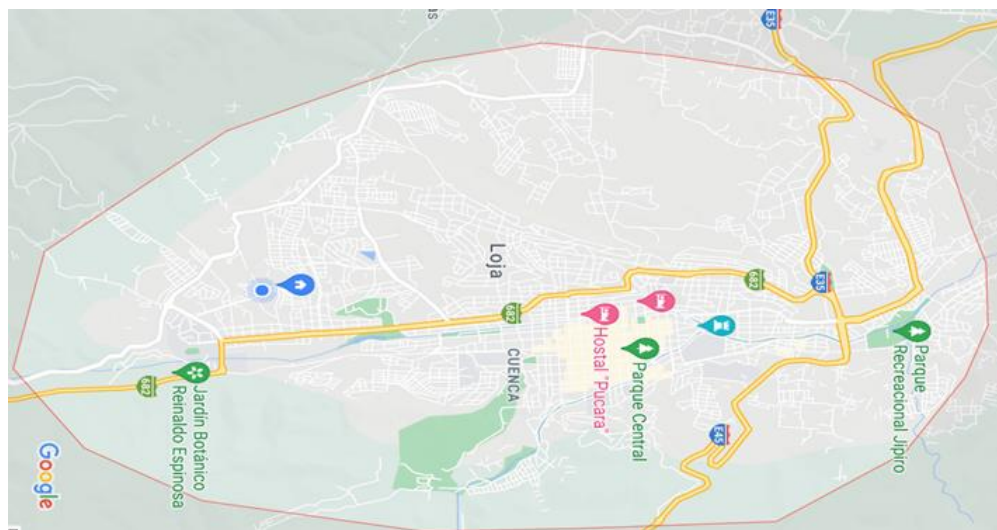 Parque
Recreacional Jipiro
E35
E35
682
E45
Parque Central
Hostal "Pucara"
682
CUENCA
Loja
Jardín Botánico
Reinaldo Espinosa
682
Google